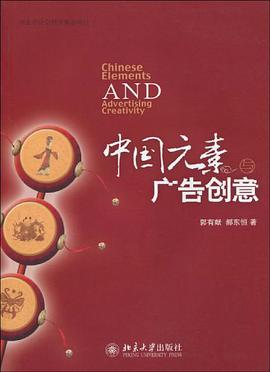 Chinese
Elements
AND
Advertising
Creativity
中国元素
与
广告创意
郭有献 郝东恒 著
北京大学出版社
PEKING UNIVERSITY PRESS